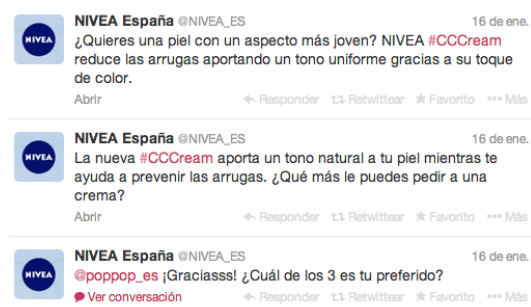 NIVEA España @NIVEA_ES 16 de ene.
¿Quieres una piel con un aspecto más joven? NIVEA #CCCream
reduce las arrugas aportando un tono uniforme gracias a su toque
de color.
Abrir Responder Retwittear Favorito Más
NIVEA España @NIVEA_ES 16 de ene.
La nueva #CCCream aporta un tono natural a tu piel mientras te
ayuda a prevenir las arrugas. ¿Qué más le puedes pedir a una
crema?
Abrir Responder Retwittear Favorito Más
NIVEA España @NIVEA_ES 16 de ene.
@poppop_es ¡Graciasss! ¿Cuál de los 3 es tu preferido?
Ver conversación Responder Retwittear Favorito Más
NIVEA
NIVEA
NIVEA